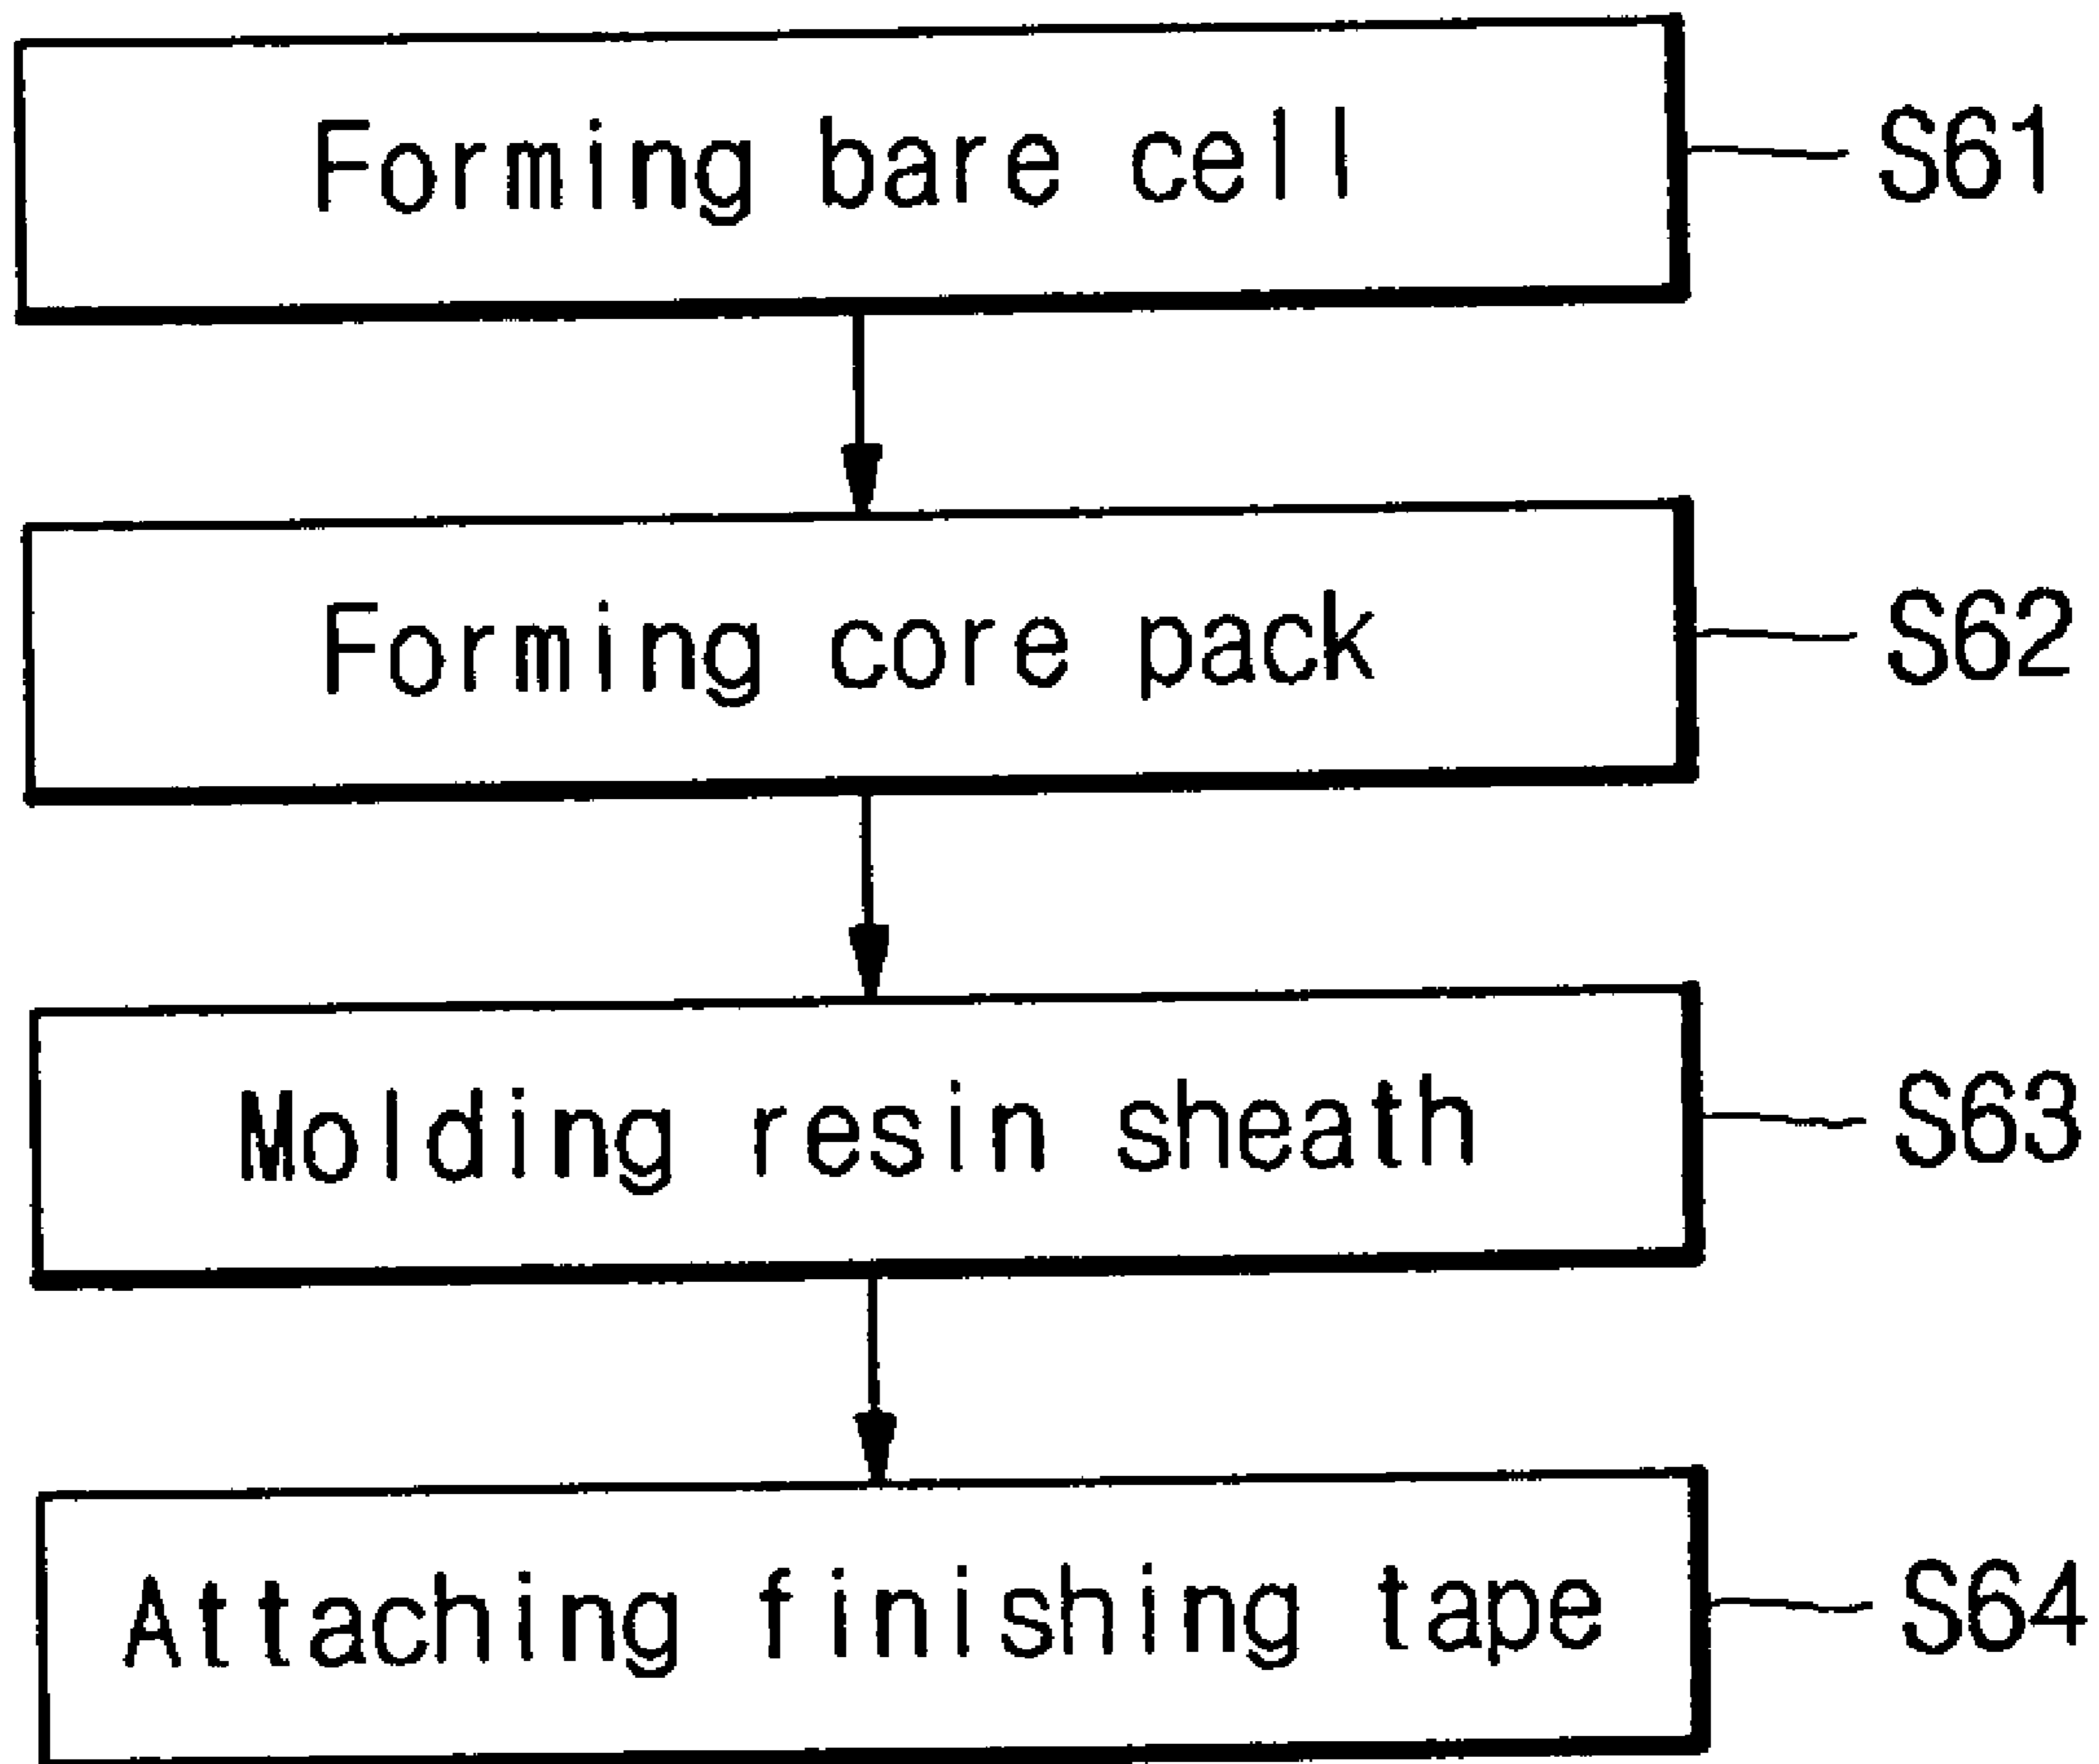 Forming bare cell S61
Forming core pack S62
Molding resin sheath S63
Attaching finishing tape S64